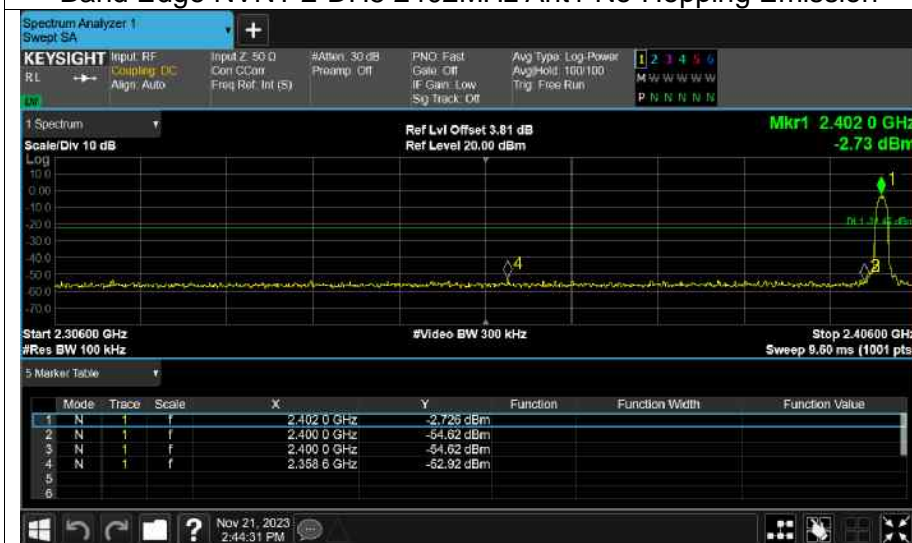 Band Edge NVNT 2-DH5 2402MHz Ant1 No-Hopping Emission
Spectrum Analyzer 1
Swept SA
+
KEYSIGHT Input: RF Input Z: 50 Ω #Atten: 30 dB PNO: Fast Avg Type: Log-Power 1 2 3 4 5 6
RL Coupling: DC Corr CCorr Preamp: Off Gate: Off Avg|Hold: 100/100 M W W W W W
Align: Auto Freq Ref: Int (S) IF Gain: Low Trig: Free Run
Sig Track: Off P N N N N N
1 Spectrum Ref Lvl Offset 3.81 dB Mkr1 2.402 0 GHz
Scale/Div 10 dB Ref Level 20.00 dBm -2.73 dBm
Log
10.0
0.00
-10.0
-20.0
-30.0
-40.0
-50.0
-60.0
-70.0
1
4
Start 2.30600 GHz #Video BW 300 kHz Stop 2.40600 GHz
#Res BW 100 kHz Sweep 9.60 ms (1001 pts)
5 Marker Table
Mode Trace Scale X Y Function Function Width Function Value
1 N 1 f 2.402 0 GHz -2.726 dBm
2 N 1 f 2.400 0 GHz -54.62 dBm
3 N 1 f 2.400 0 GHz -54.62 dBm
4 N 1 f 2.358 6 GHz -52.92 dBm
5
6
? Nov 21, 2023
2:44:31 PM